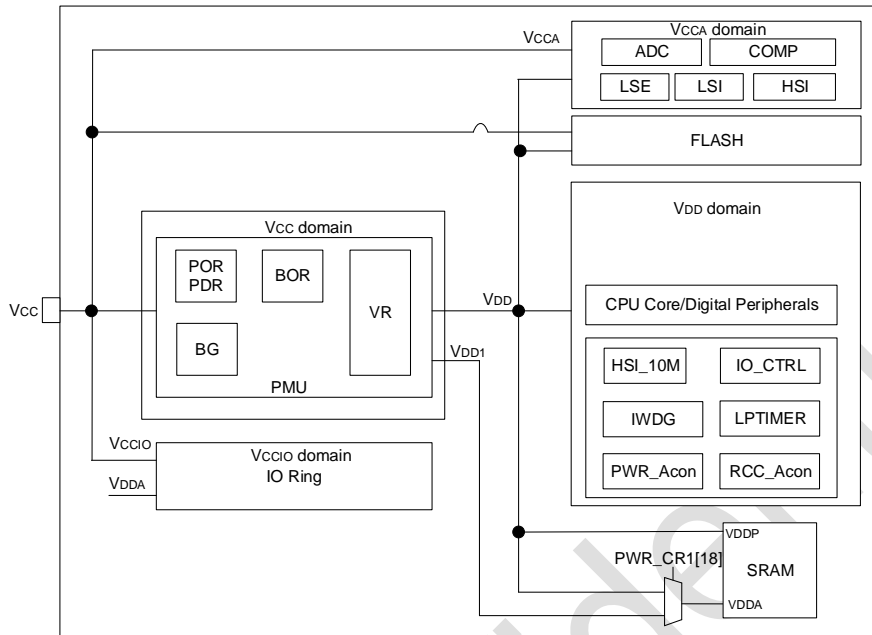 VCCA
VCCA domain
ADC
COMP
LSE
LSI
HSI
FLASH
VCC
VCC domain
POR
PDR
BOR
VR
BG
PMU
VDD
VDD1
VDD domain
CPU Core/Digital Peripherals
HSI_10M
IO_CTRL
IWDG
LPTIMER
PWR_Acon
RCC_Acon
VCCIO
VCCIO domain
IO Ring
VDDA
PWR_CR1[18]
VDDP
SRAM
VDDA